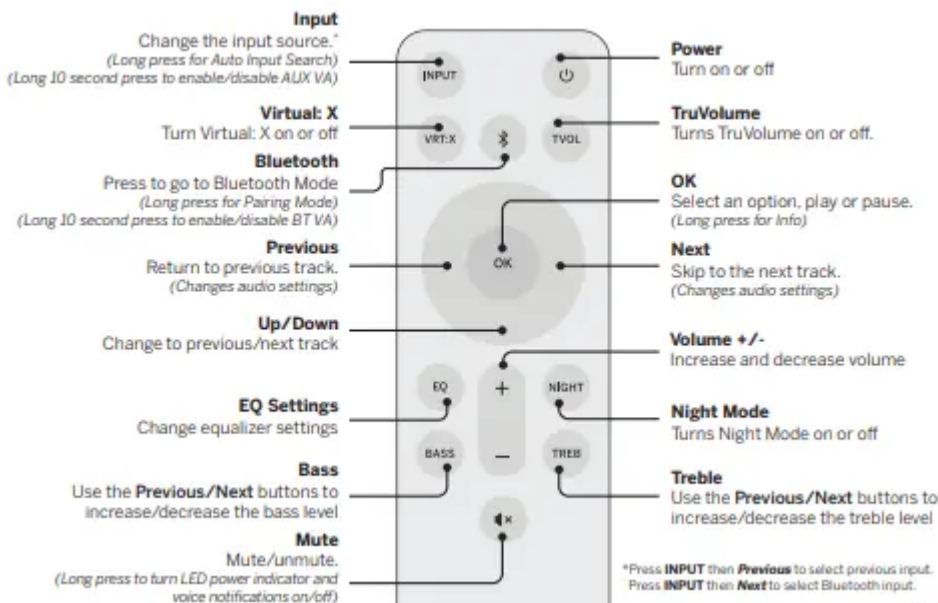 Input
Change the input source.*
(Long press for Auto Input Search)
(Long 10 second press to enable/disable AUX VA)
Virtual: X
Turn Virtual: X on or off
Bluetooth
Press to go to Bluetooth Mode
(Long press for Pairing Mode)
(Long 10 second press to enable/disable BT VA)
Previous
Return to previous track.
(Changes audio settings)
Up/Down
Change to previous/next track
EQ Settings
Change equalizer settings
Bass
Use the Previous/Next buttons to
increase/decrease the bass level
Mute
Mute/unmute.
(Long press to turn LED power indicator and
voice notifications on/off)
INPUT
VRT:X
TVOL
OK
EQ
+
NIGHT
BASS
–
TREB
Power
Turn on or off
TruVolume
Turns TruVolume on or off.
OK
Select an option, play or pause.
(Long press for Info)
Next
Skip to the next track.
(Changes audio settings)
Volume +/-
Increase and decrease volume
Night Mode
Turns Night Mode on or off
Treble
Use the Previous/Next buttons to
increase/decrease the treble level
*Press INPUT then Previous to select previous input.
Press INPUT then Next to select Bluetooth input.